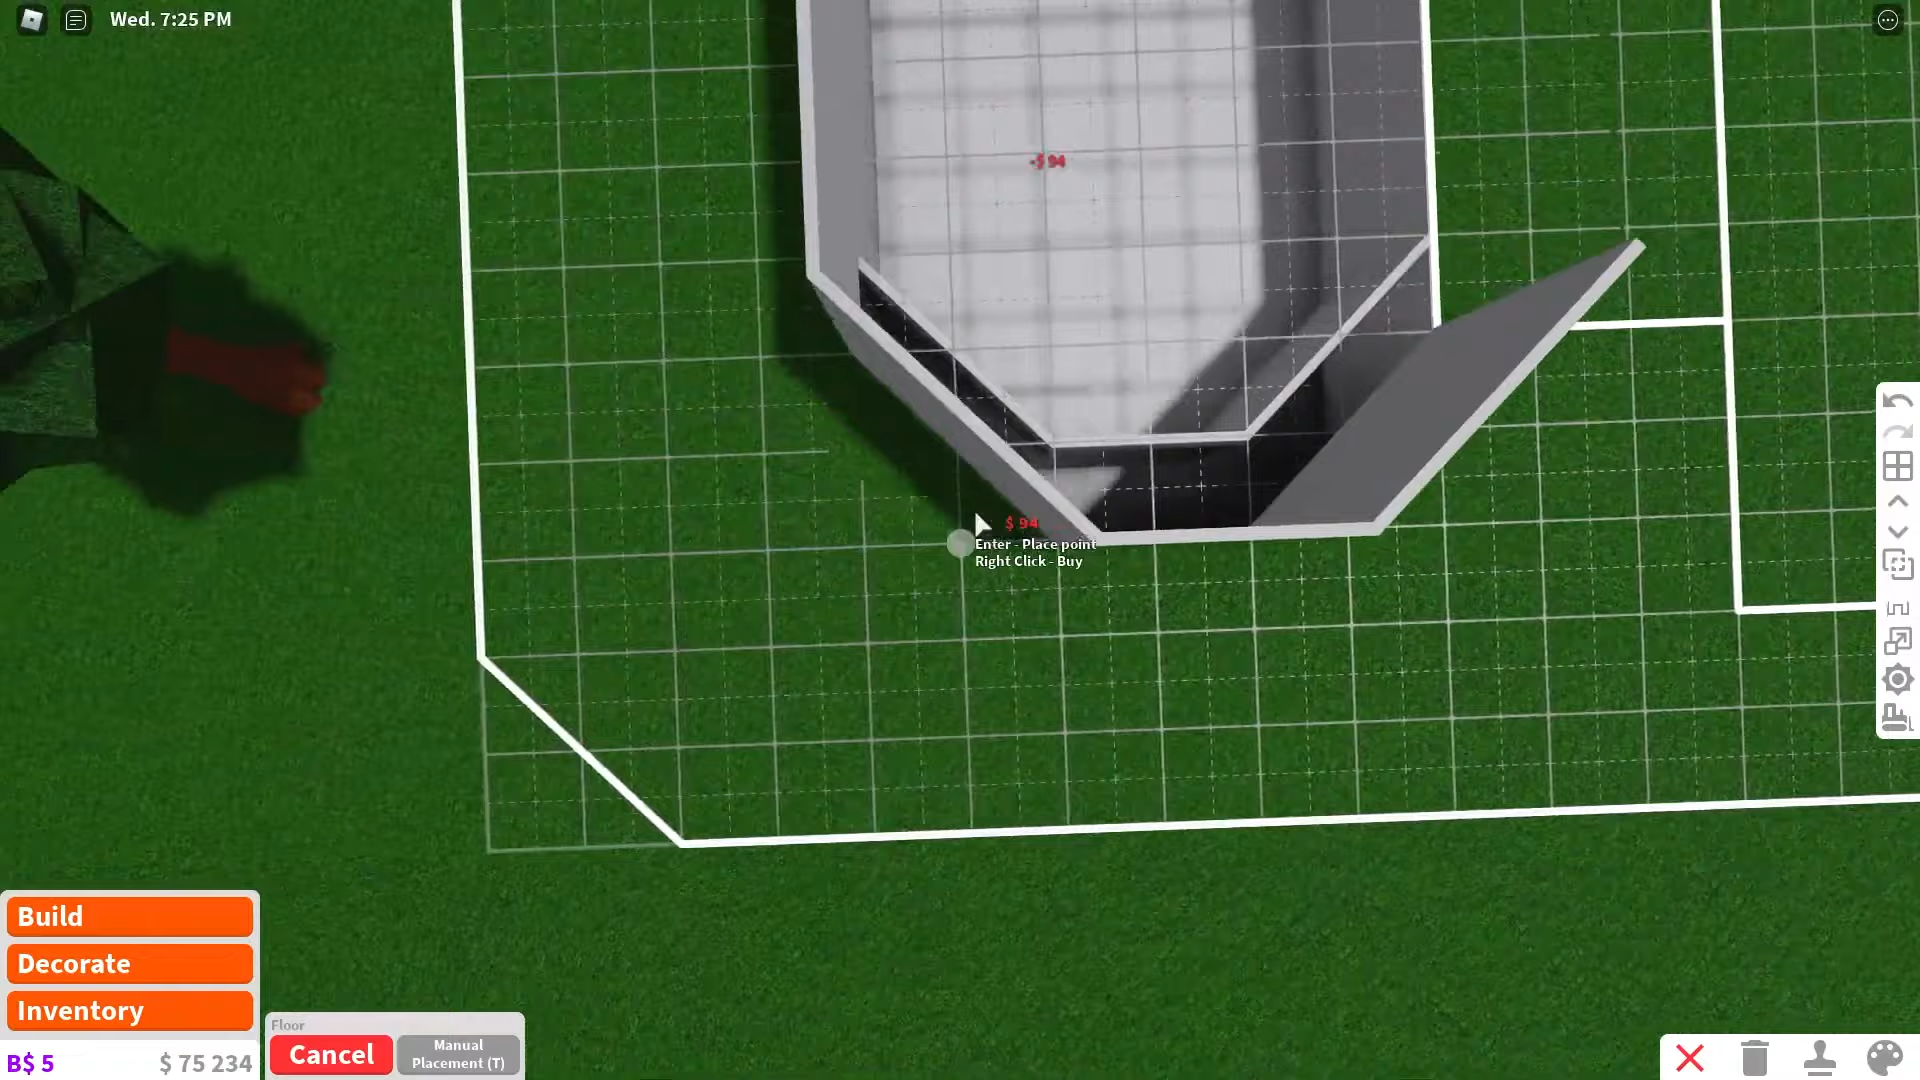 Wed. 7:25 PM
-$ 94
$ 94
Enter - Place point
Right Click - Buy
Build
Decorate
Inventory
B$ 5
$ 75 234
Floor
Cancel
Manual
Placement (T)